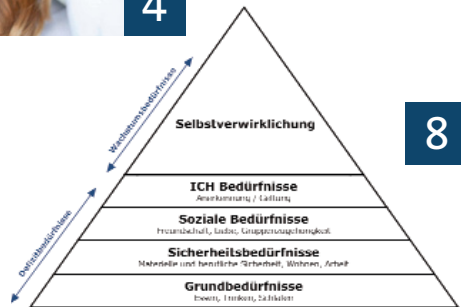 4
8
Wachstumsbedürfnisse
Defizitbedürfnisse
Selbstverwirklichung
ICH Bedürfnisse
Anerkennung / Geltung
Soziale Bedürfnisse
Freundschaft, Liebe, Gruppenzugehörigkeit
Sicherheitsbedürfnisse
Materielle und berufliche Sicherheit, Wohnen, Arbeit
Grundbedürfnisse
Essen, Trinken, Schlafen